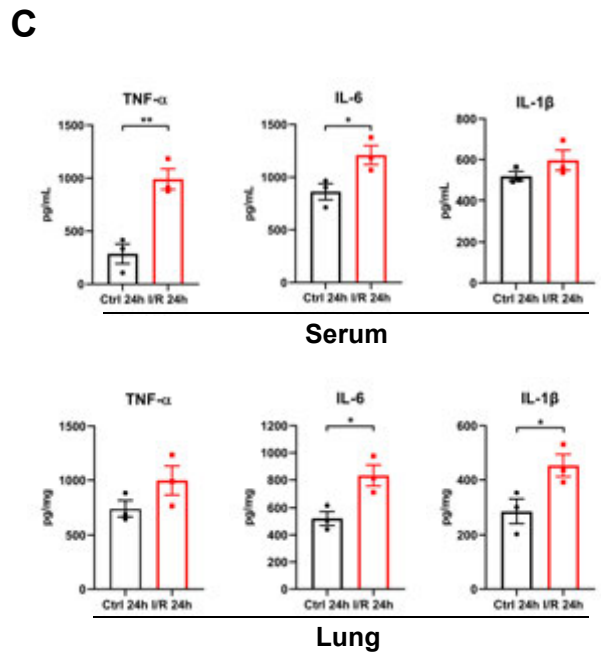 C
TNF-α
**
1500
1000
500
0
pg/mL
Ctrl 24h I/R 24h
IL-6
*
1500
1000
500
0
pg/mL
Ctrl 24h I/R 24h
IL-1β
800
600
400
200
0
pg/mL
Ctrl 24h I/R 24h
Serum
TNF-α
1500
1000
500
0
pg/mg
Ctrl 24h I/R 24h
IL-6
*
1200
1000
800
600
400
200
0
pg/mg
Ctrl 24h I/R 24h
IL-1β
*
600
400
200
0
pg/mg
Ctrl 24h I/R 24h
Lung